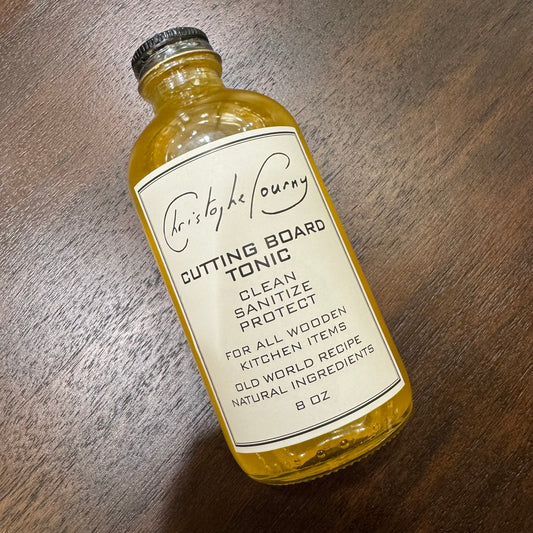 Christophe Pourny
CUTTING BOARD
TONIC
CLEAN
SANITIZE
PROTECT
FOR ALL WOODEN
KITCHEN ITEMS
OLD WORLD RECIPE
NATURAL INGREDIENTS
8 OZ